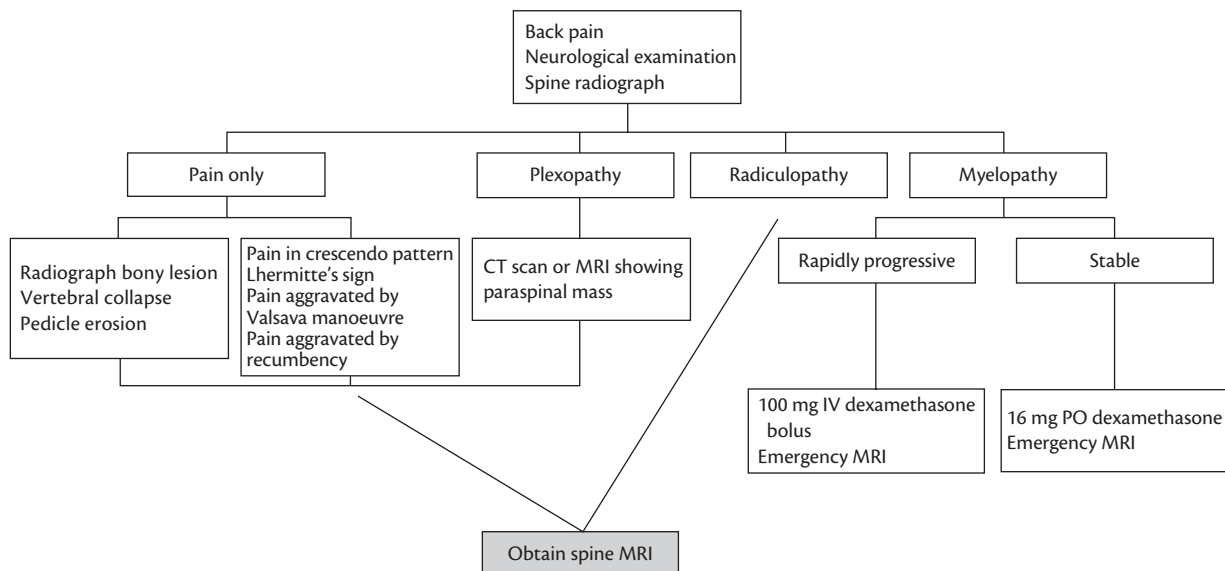 Back pain
Neurological examination
Spine radiograph
Pain only
Plexopathy
Radiculopathy
Myelopathy
Radiograph bony lesion
Vertebral collapse
Pedicle erosion
Pain in crescendo pattern
Lhermitte's sign
Pain aggravated by
Valsava manoeuvre
Pain aggravated by
recumbency
CT scan or MRI showing
paraspinal mass
Rapidly progressive
Stable
100 mg IV dexamethasone
bolus
Emergency MRI
16 mg PO dexamethasone
Emergency MRI
Obtain spine MRI